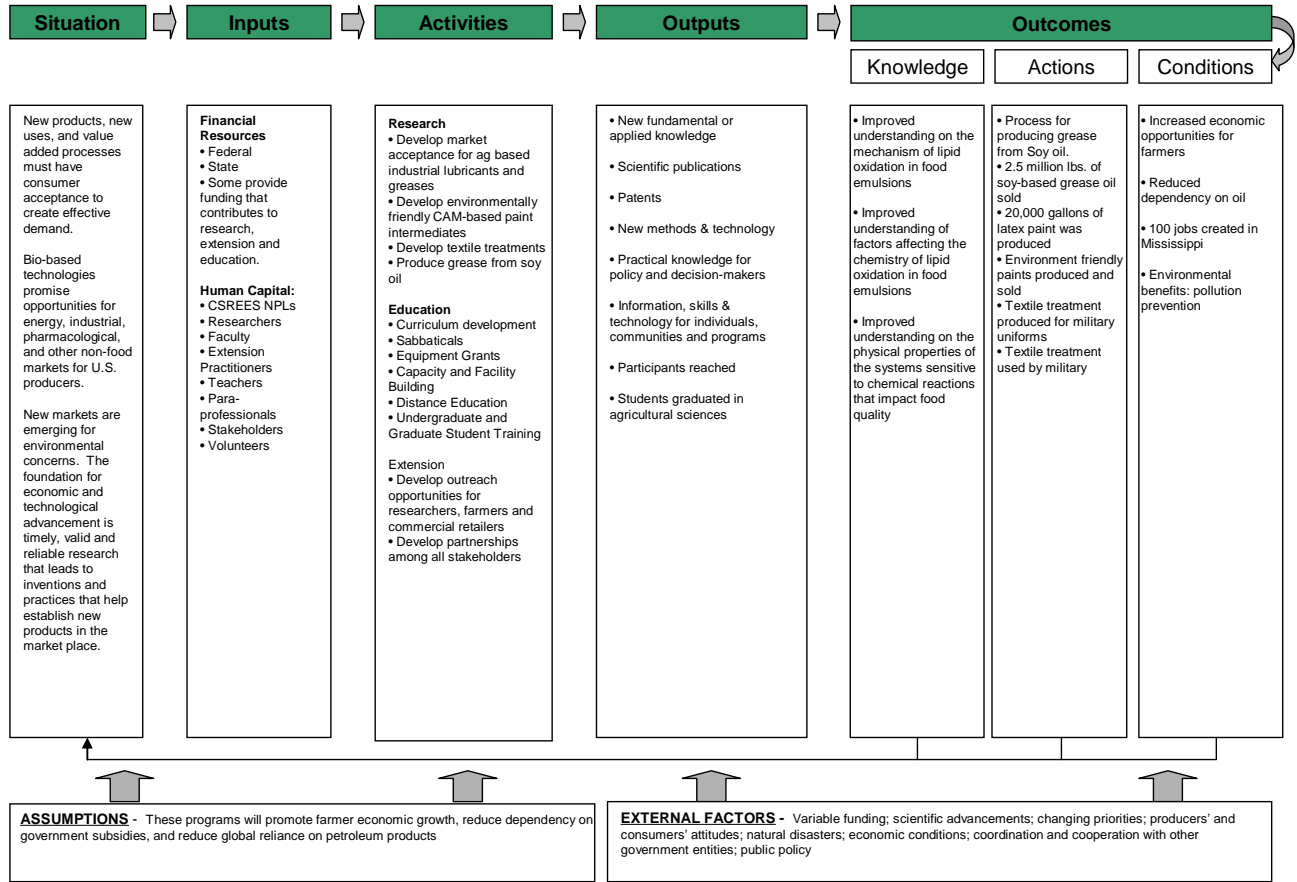 Situation
Inputs
Activities
Outputs
Outcomes
Knowledge
Actions
Conditions
New products, new
uses, and value
added processes
must have
consumer
acceptance to
create effective
demand.
Bio-based
technologies
promise
opportunities for
energy, industrial,
pharmacological,
and other non-food
markets for U.S.
producers.
New markets are
emerging for
environmental
concerns. The
foundation for
economic and
technological
advancement is
timely, valid and
reliable research
that leads to
inventions and
practices that help
establish new
products in the
market place.
Financial
Resources
• Federal
• State
• Some provide
funding that
contributes to
research,
extension and
education.
Human Capital:
• CSREES NPLs
• Researchers
• Faculty
• Extension
Practitioners
• Teachers
• Para-
professionals
• Stakeholders
• Volunteers
Research
• Develop market
acceptance for ag based
industrial lubricants and
greases
• Develop environmentally
friendly CAM-based paint
intermediates
• Develop textile treatments
• Produce grease from soy
oil
Education
• Curriculum development
• Sabbaticals
• Equipment Grants
• Capacity and Facility
Building
• Distance Education
• Undergraduate and
Graduate Student Training
Extension
• Develop outreach
opportunities for
researchers, farmers and
commercial retailers
• Develop partnerships
among all stakeholders
• New fundamental or
applied knowledge
• Scientific publications
• Patents
• New methods & technology
• Practical knowledge for
policy and decision-makers
• Information, skills &
technology for individuals,
communities and programs
• Participants reached
• Students graduated in
agricultural sciences
• Improved
understanding on the
mechanism of lipid
oxidation in food
emulsions
• Improved
understanding of
factors affecting the
chemistry of lipid
oxidation in food
emulsions
• Improved
understanding on the
physical properties of
the systems sensitive
to chemical reactions
that impact food
quality
• Process for
producing grease
from Soy oil.
• 2.5 million lbs. of
soy-based grease oil
sold
• 20,000 gallons of
latex paint was
produced
• Environment friendly
paints produced and
sold
• Textile treatment
produced for military
uniforms
• Textile treatment
used by military
• Increased economic
opportunities for
farmers
• Reduced
dependency on oil
• 100 jobs created in
Mississippi
• Environmental
benefits: pollution
prevention
ASSUMPTIONS - These programs will promote farmer economic growth, reduce dependency on
government subsidies, and reduce global reliance on petroleum products
EXTERNAL FACTORS - Variable funding; scientific advancements; changing priorities; producers' and
consumers' attitudes; natural disasters; economic conditions; coordination and cooperation with other
government entities; public policy